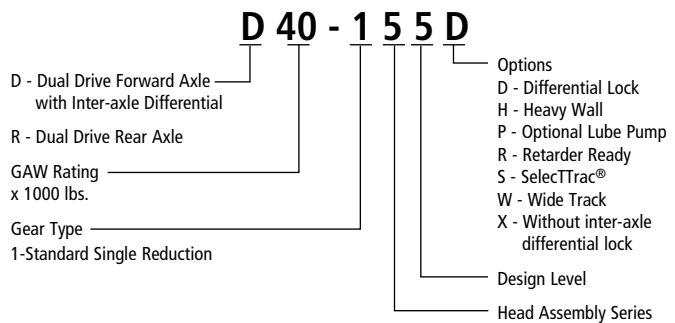 D 40 - 1 5 5 D
D - Dual Drive Forward Axle
with Inter-axle Differential
R - Dual Drive Rear Axle
GAW Rating
x 1000 lbs.
Gear Type
1-Standard Single Reduction
Options
D - Differential Lock
H - Heavy Wall
P - Optional Lube Pump
R - Retarder Ready
S - SelecTTrac®
W - Wide Track
X - Without inter-axle
differential lock
Design Level
Head Assembly Series